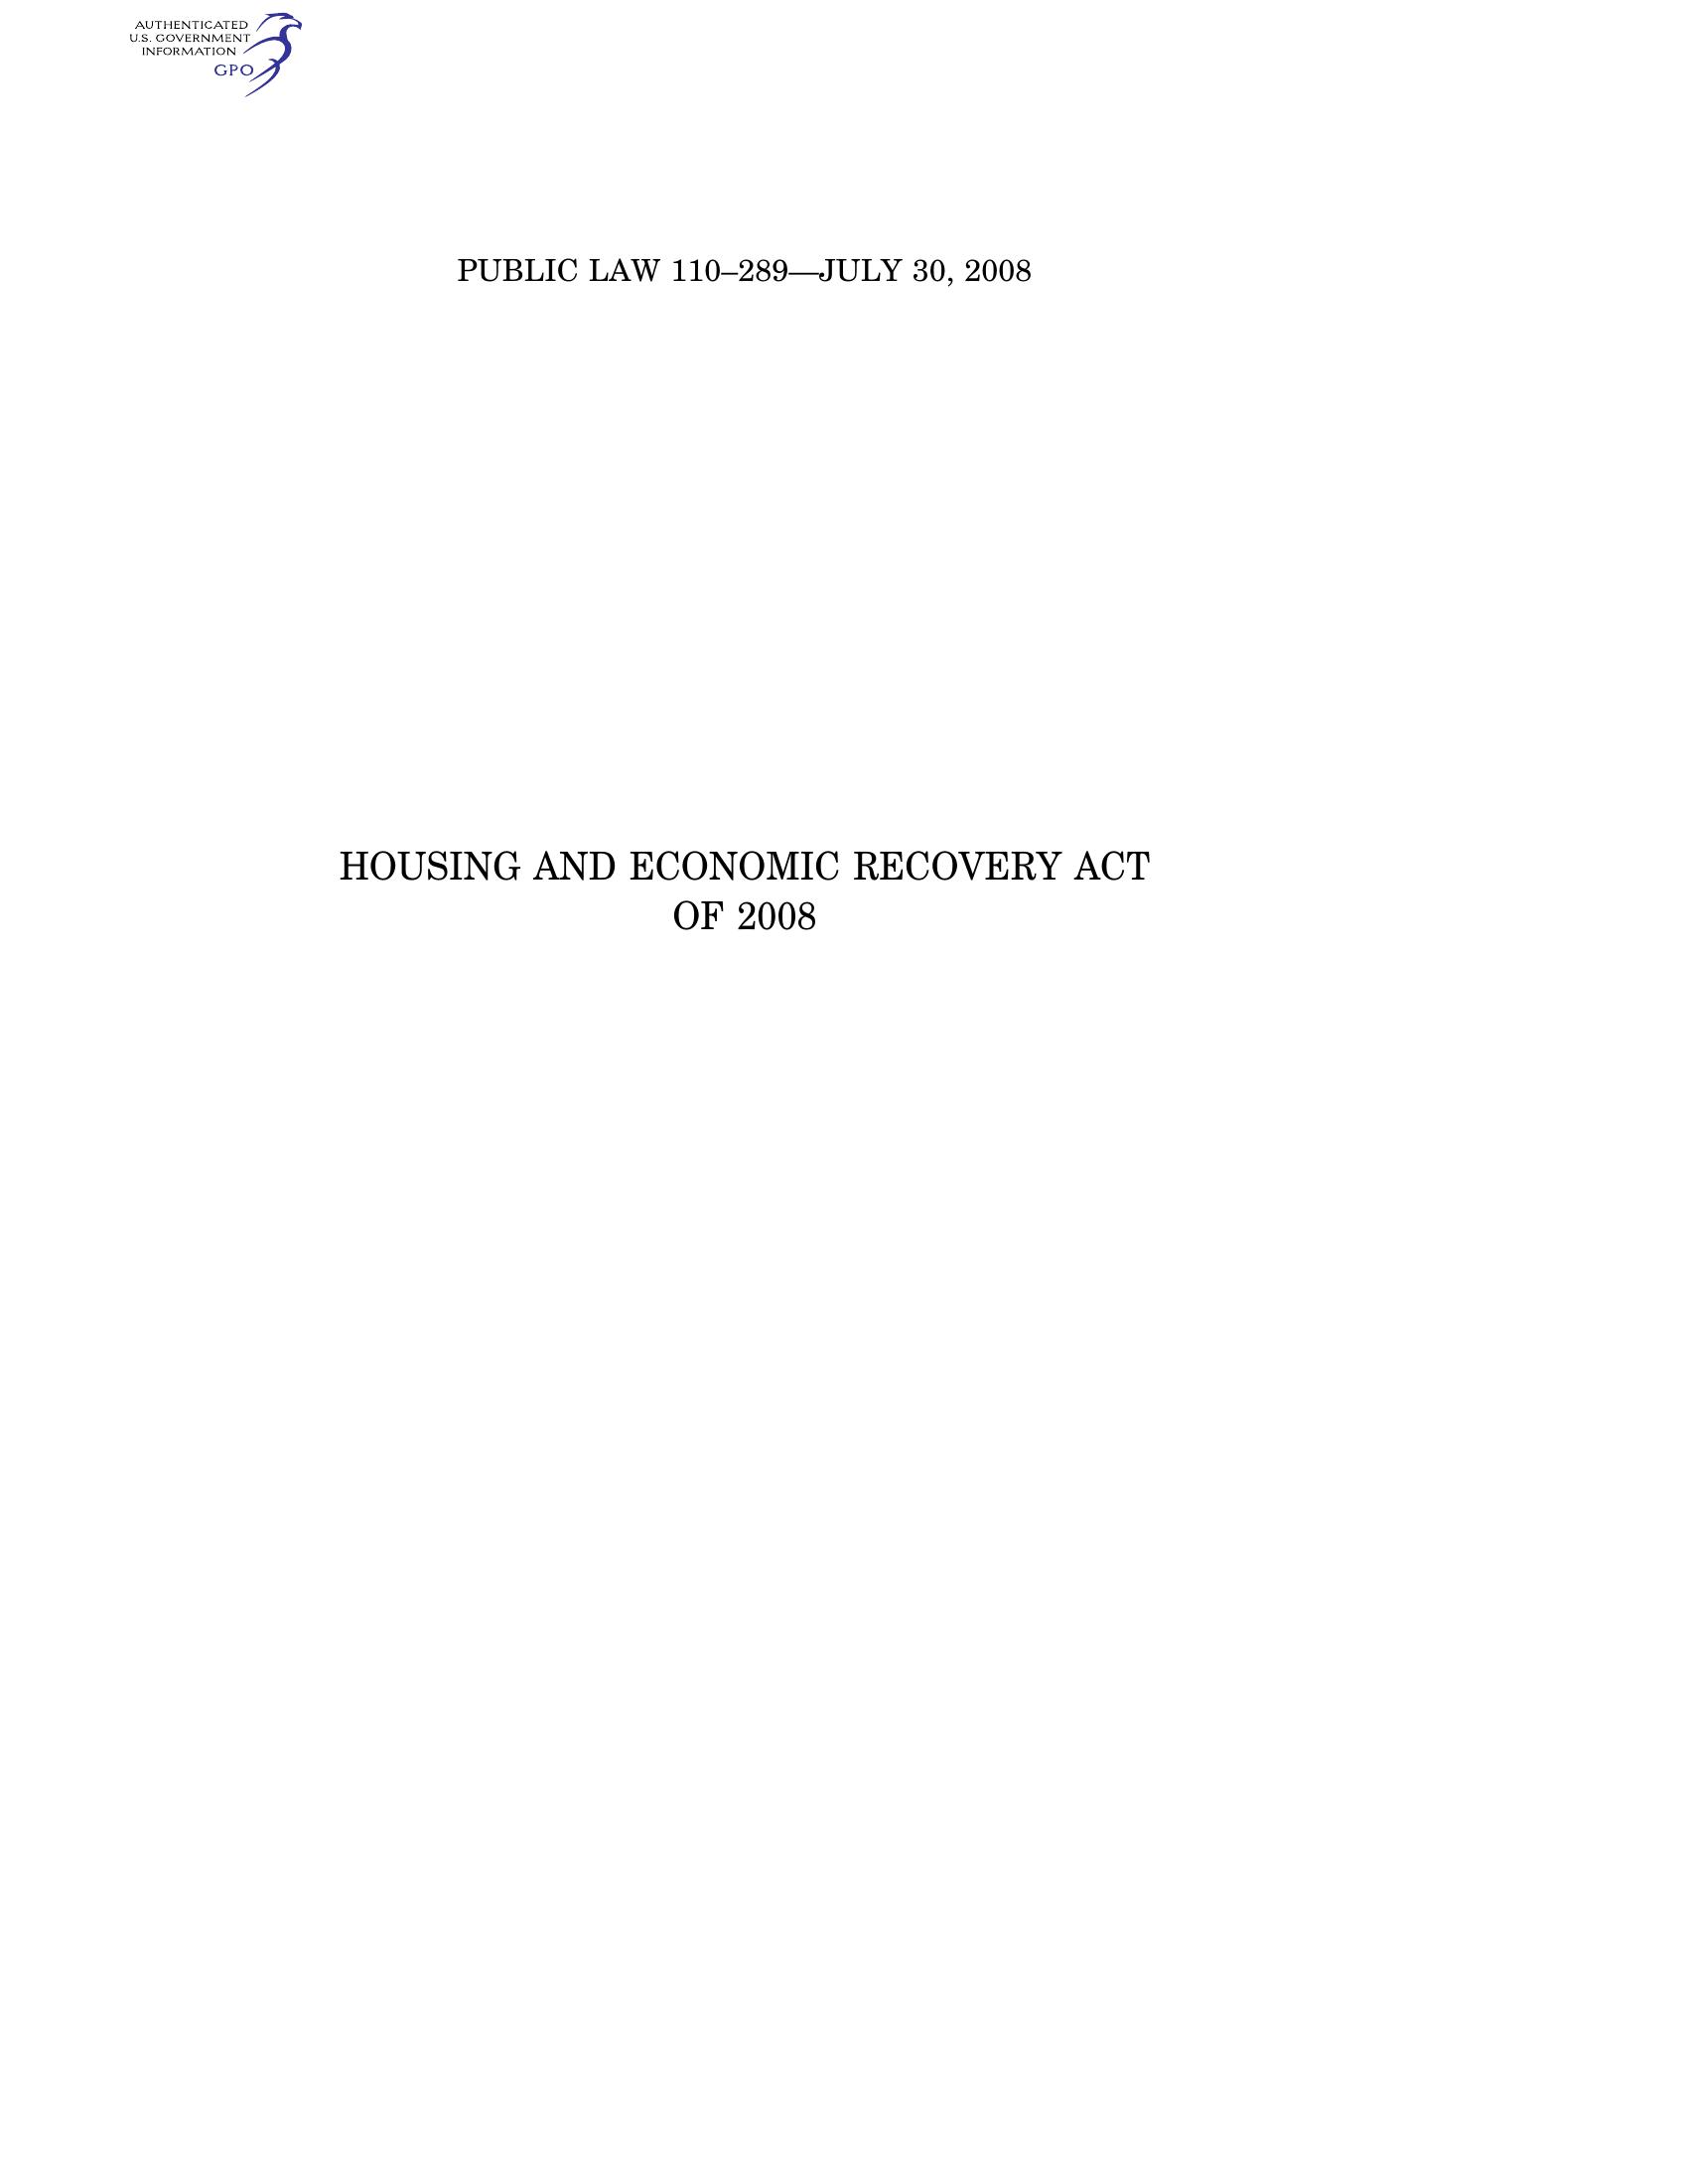 AUTHENTICATED
U.S. GOVERNMENT
INFORMATION
GPO
PUBLIC LAW 110–289—JULY 30, 2008
HOUSING AND ECONOMIC RECOVERY ACT
OF 2008